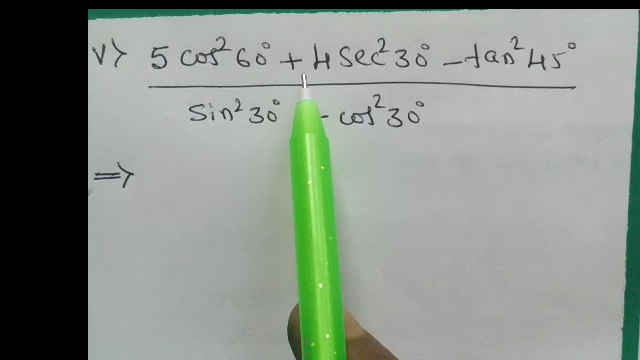 v> 5 cos²60° + 4 sec²30° - tan²45°
sin²30° - cos²30°
⇒